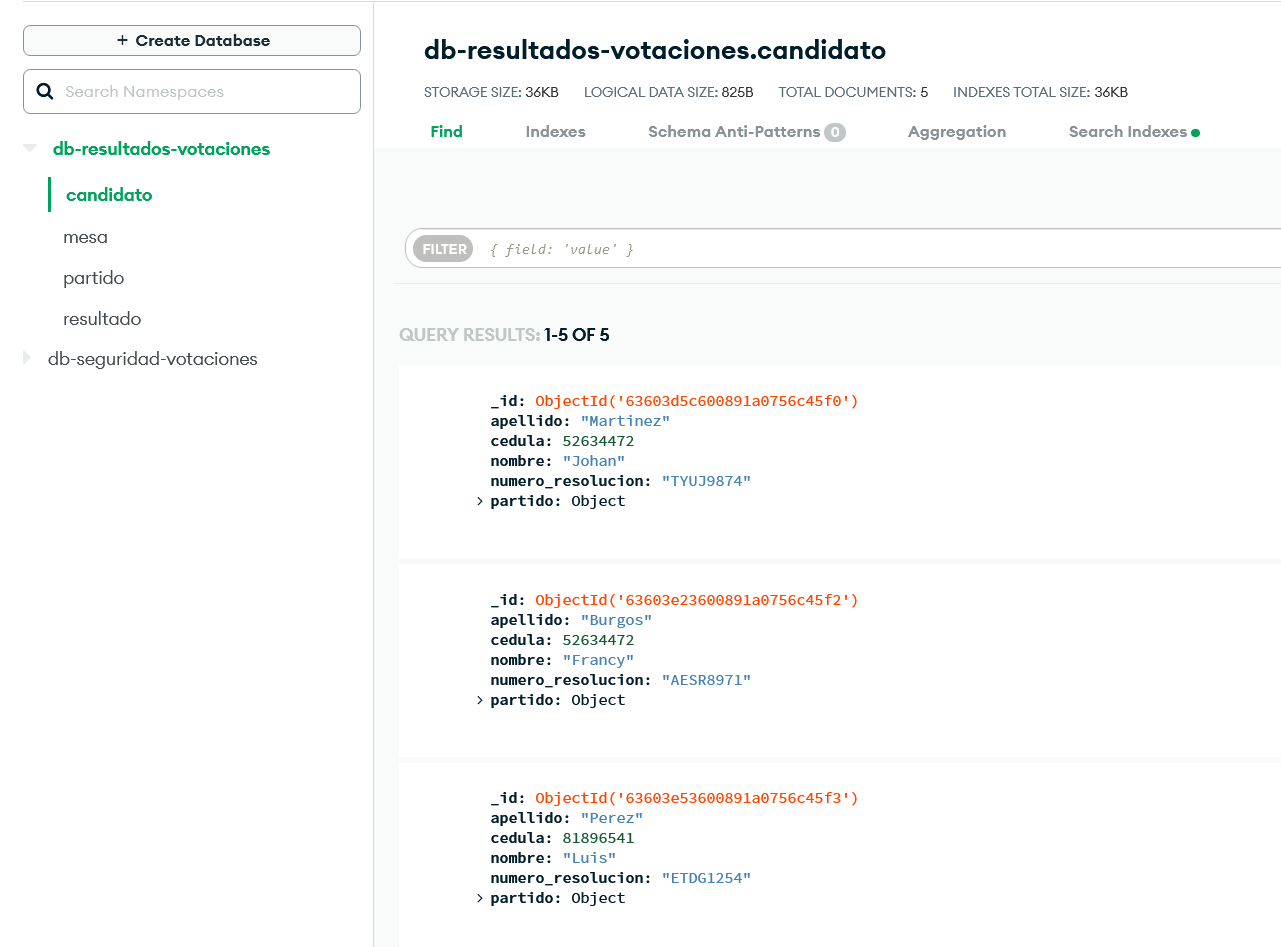 + Create Database
Search Namespaces
db-resultados-votaciones
candidato
mesa
partido
resultado
db-seguridad-votaciones
db-resultados-votaciones.candidato
STORAGE SIZE: 36KB LOGICAL DATA SIZE: 825B TOTAL DOCUMENTS: 5 INDEXES TOTAL SIZE: 36KB
Find Indexes Schema Anti-Patterns 0 Aggregation Search Indexes
FILTER { field: 'value' }
QUERY RESULTS: 1-5 OF 5
_id: ObjectId('63603d5c600891a0756c45f0')
apellido: "Martinez"
cedula: 52634472
nombre: "Johan"
numero_resolucion: "TYUJ9874"
> partido: Object
_id: ObjectId('63603e23600891a0756c45f2')
apellido: "Burgos"
cedula: 52634472
nombre: "Francy"
numero_resolucion: "AESR8971"
> partido: Object
_id: ObjectId('63603e53600891a0756c45f3')
apellido: "Perez"
cedula: 81896541
nombre: "Luis"
numero_resolucion: "ETDG1254"
> partido: Object